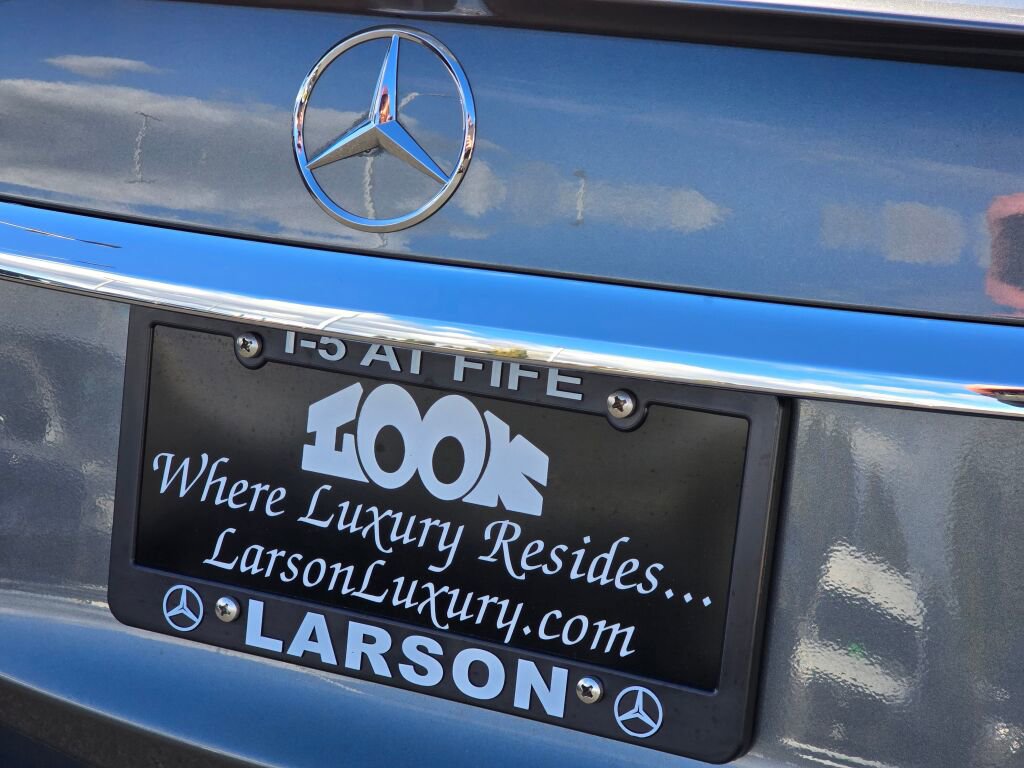 I-5 AT FIFE
LOOK
Where Luxury Resides...
LarsonLuxury.com
LARSON